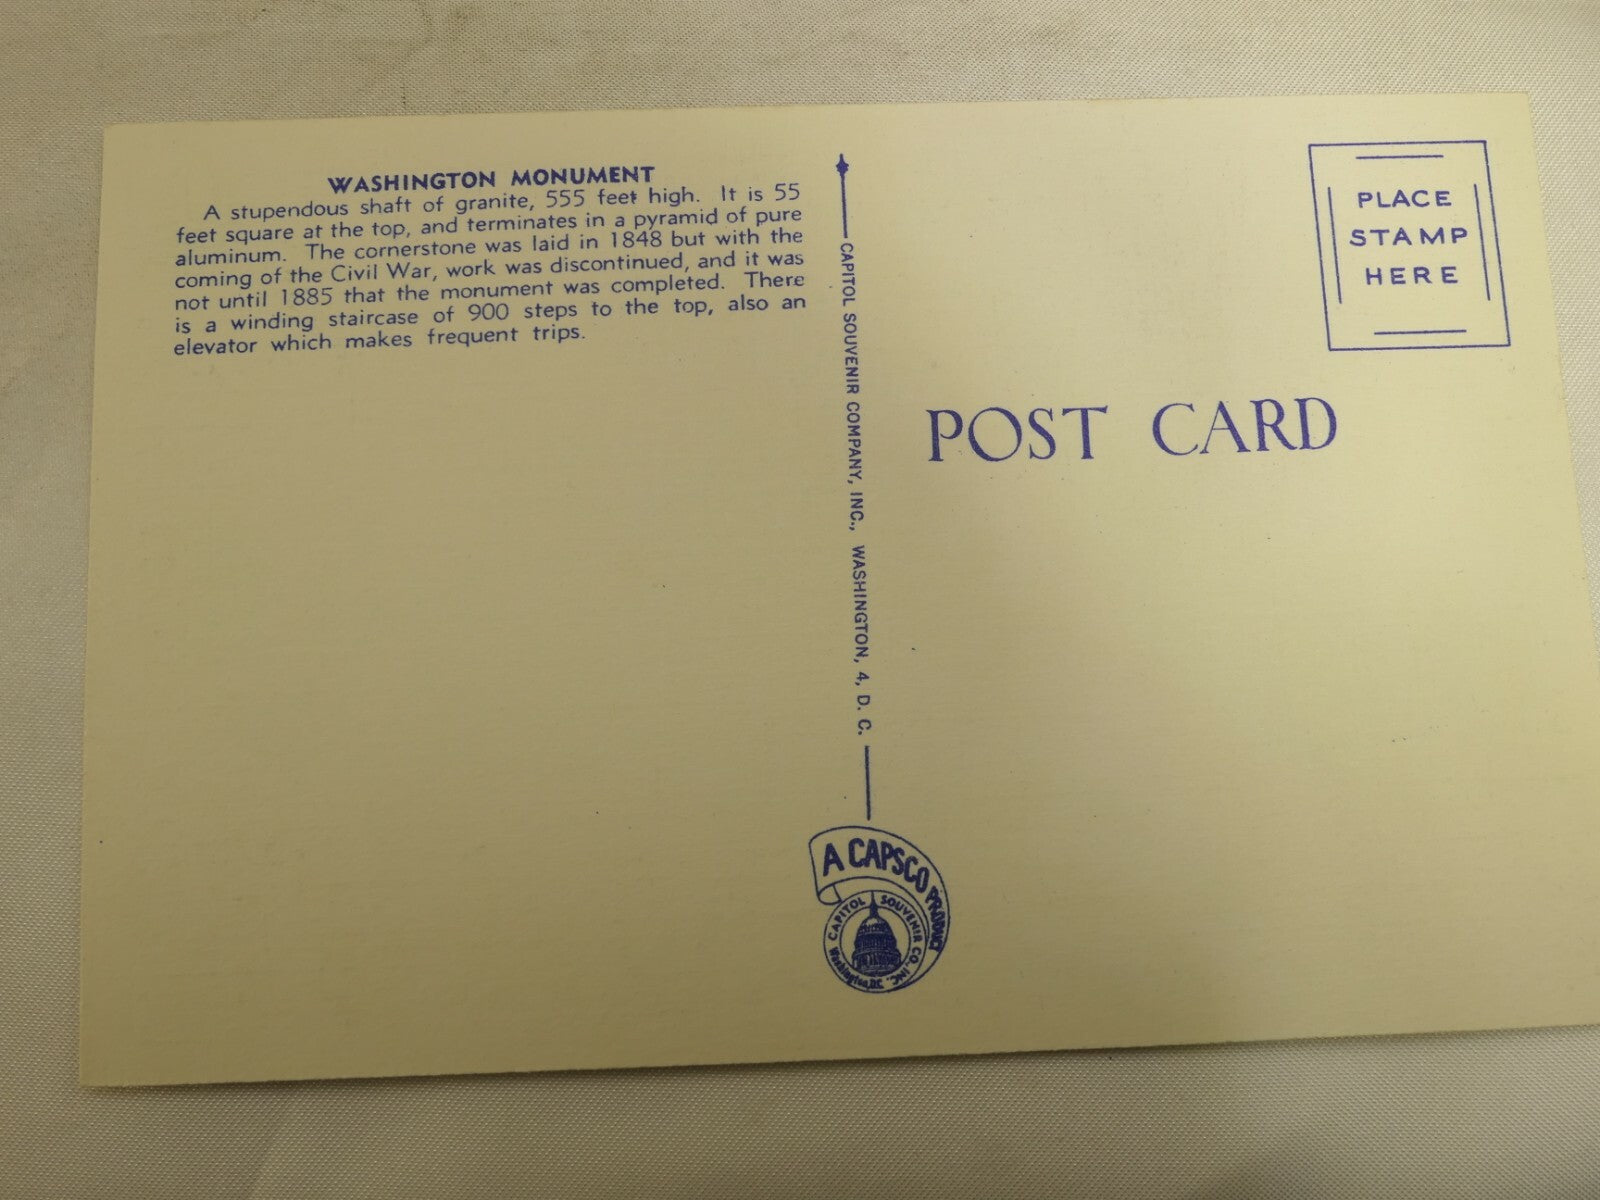 WASHINGTON MONUMENT
A stupendous shaft of granite, 555 feet high. It is 55
feet square at the top, and terminates in a pyramid of pure
aluminum. The cornerstone was laid in 1848 but with the
coming of the Civil War, work was discontinued, and it was
not until 1885 that the monument was completed. There
is a winding staircase of 900 steps to the top, also an
elevator which makes frequent trips.
CAPITOL SOUVENIR COMPANY, INC., WASHINGTON, 4, D. C.
A CAPSCO PRODUCT
CAPITOL SOUVENIR CO. INC.
Washington, D.C.
PLACE
STAMP
HERE
POST CARD